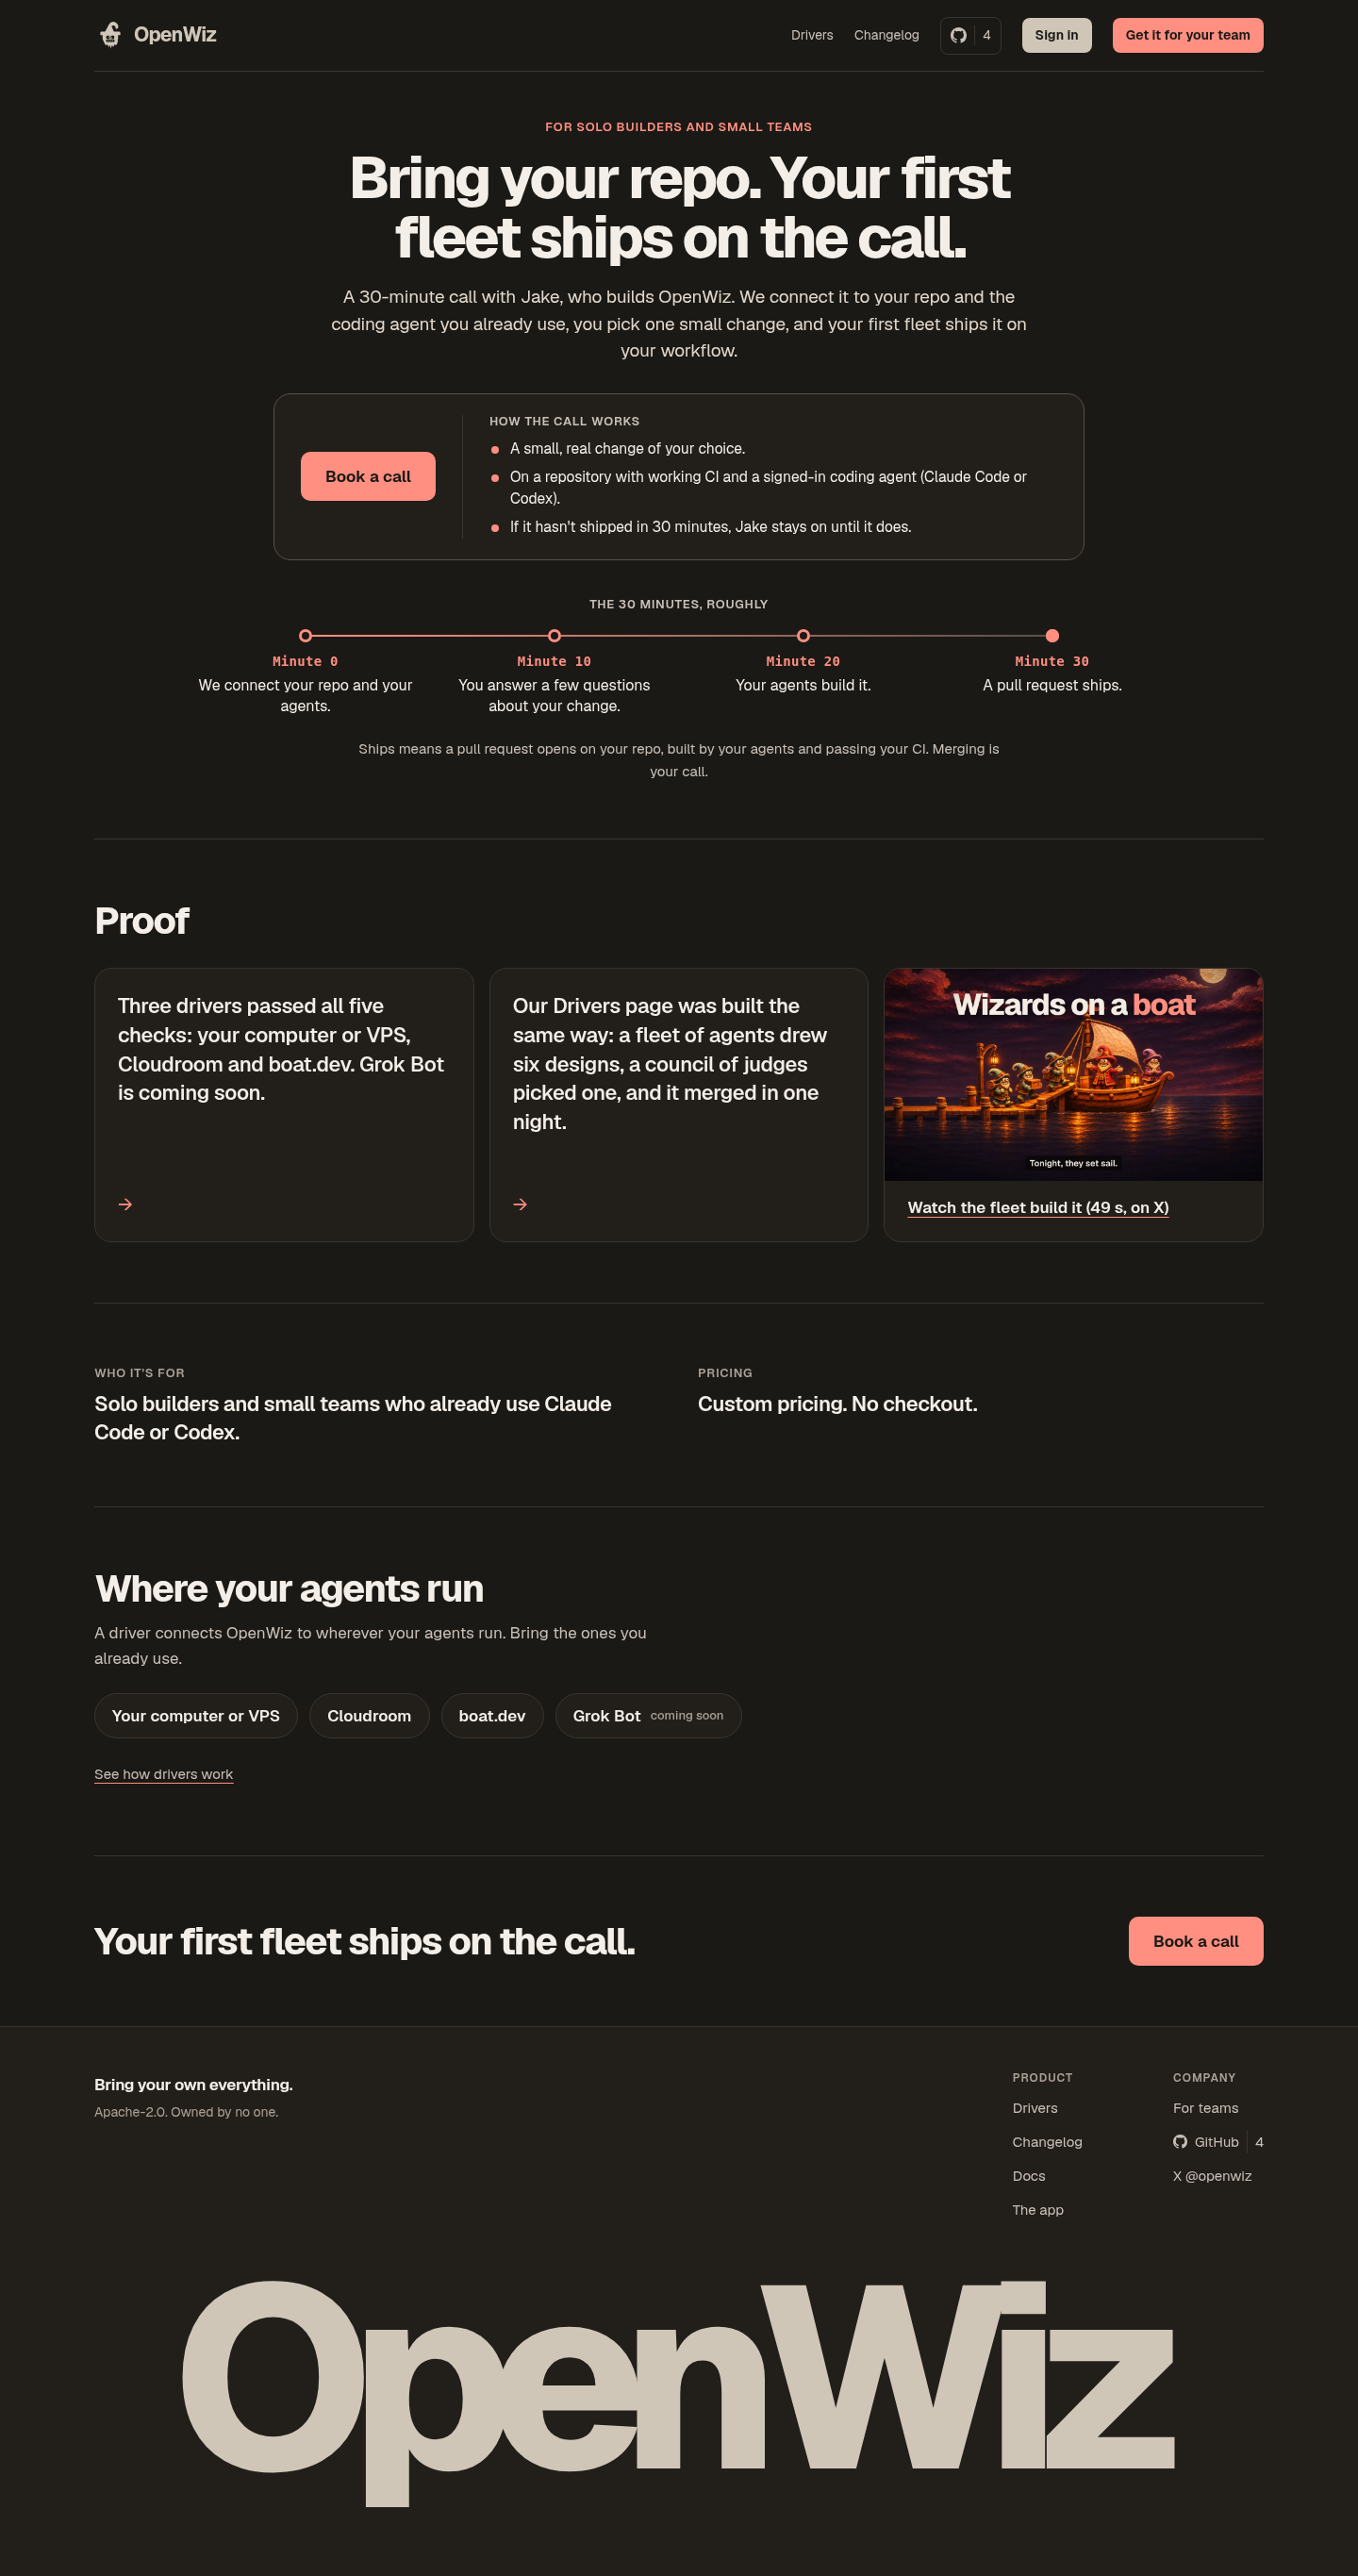 OpenWiz
Drivers
Changelog
4
Sign in
Get it for your team
FOR SOLO BUILDERS AND SMALL TEAMS
Bring your repo. Your first
fleet ships on the call.
A 30-minute call with Jake, who builds OpenWiz. We connect it to your repo and the
coding agent you already use, you pick one small change, and your first fleet ships it on
your workflow.
Book a call
HOW THE CALL WORKS
A small, real change of your choice.
On a repository with working CI and a signed-in coding agent (Claude Code or
Codex).
If it hasn't shipped in 30 minutes, Jake stays on until it does.
THE 30 MINUTES, ROUGHLY
Minute 0
We connect your repo and your
agents.
Minute 10
You answer a few questions
about your change.
Minute 20
Your agents build it.
Minute 30
A pull request ships.
Ships means a pull request opens on your repo, built by your agents and passing your CI. Merging is
your call.
Proof
Three drivers passed all five
checks: your computer or VPS,
Cloudroom and boat.dev. Grok Bot
is coming soon.
→
Our Drivers page was built the
same way: a fleet of agents drew
six designs, a council of judges
picked one, and it merged in one
night.
→
Wizards on a boat
Tonight, they set sail.
Watch the fleet build it (49 s, on X)
WHO IT'S FOR
Solo builders and small teams who already use Claude
Code or Codex.
PRICING
Custom pricing. No checkout.
Where your agents run
A driver connects OpenWiz to wherever your agents run. Bring the ones you
already use.
Your computer or VPS
Cloudroom
boat.dev
Grok Bot coming soon
See how drivers work
Your first fleet ships on the call.
Book a call
Bring your own everything.
Apache-2.0. Owned by no one.
PRODUCT
Drivers
Changelog
Docs
The app
COMPANY
For teams
GitHub 4
X @openwiz
OpenWiz